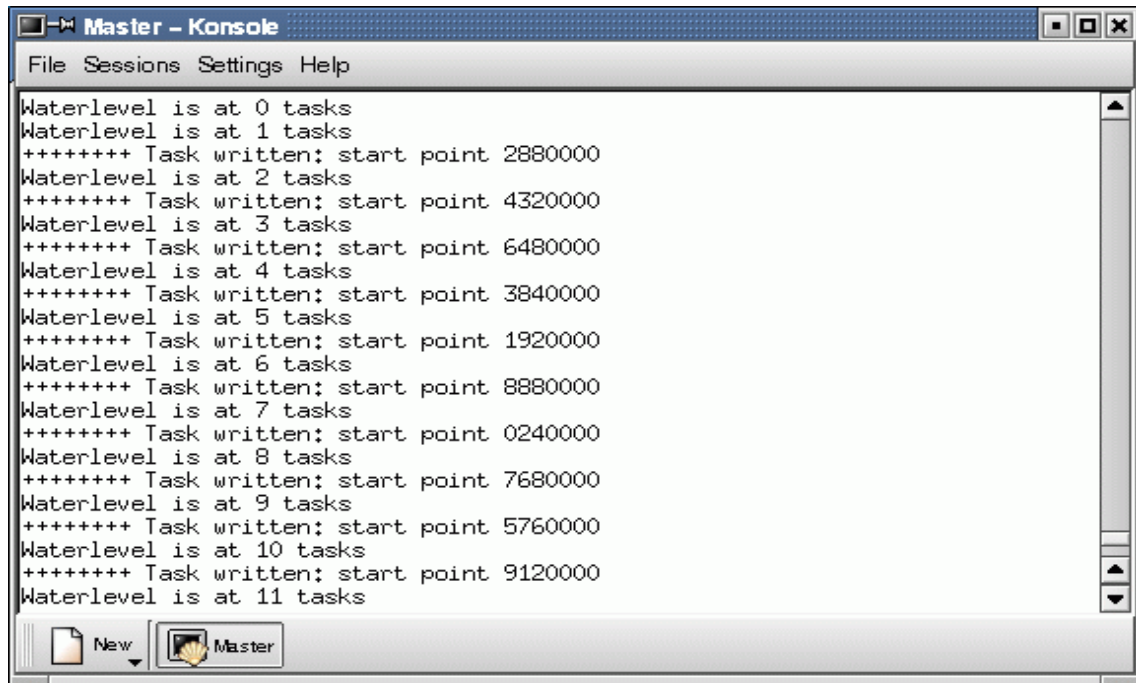 Master – Konsole
File Sessions Settings Help
Waterlevel is at 0 tasks
Waterlevel is at 1 tasks
++++++++ Task written: start point 2880000
Waterlevel is at 2 tasks
++++++++ Task written: start point 4320000
Waterlevel is at 3 tasks
++++++++ Task written: start point 6480000
Waterlevel is at 4 tasks
++++++++ Task written: start point 3840000
Waterlevel is at 5 tasks
++++++++ Task written: start point 1920000
Waterlevel is at 6 tasks
++++++++ Task written: start point 8880000
Waterlevel is at 7 tasks
++++++++ Task written: start point 0240000
Waterlevel is at 8 tasks
++++++++ Task written: start point 7680000
Waterlevel is at 9 tasks
++++++++ Task written: start point 5760000
Waterlevel is at 10 tasks
++++++++ Task written: start point 9120000
Waterlevel is at 11 tasks
New Master